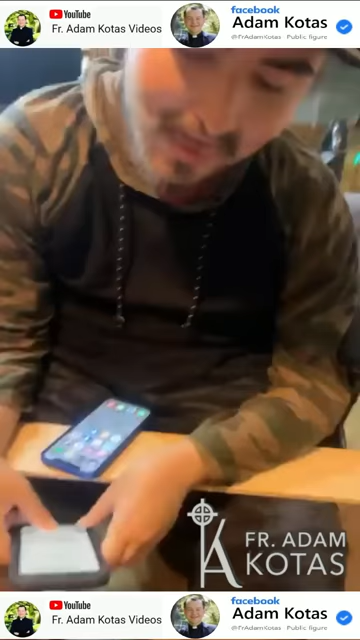 YouTube
Fr. Adam Kotas Videos
facebook
Adam Kotas
@FrAdamKotas · Public figure
FR. ADAM
KOTAS
YouTube
Fr. Adam Kotas Videos
facebook
Adam Kotas
@FrAdamKotas · Public figure